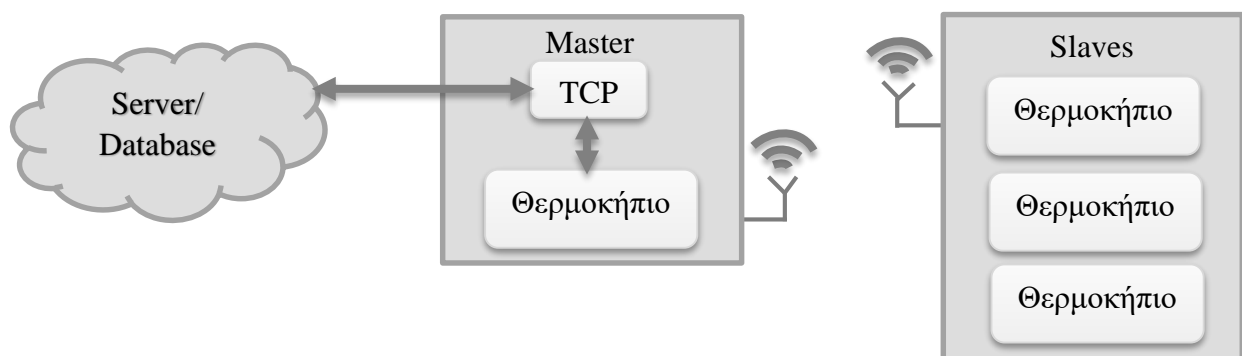 Server/
Database
Master
TCP
Θερμοκήπιο
Slaves
Θερμοκήπιο
Θερμοκήπιο
Θερμοκήπιο